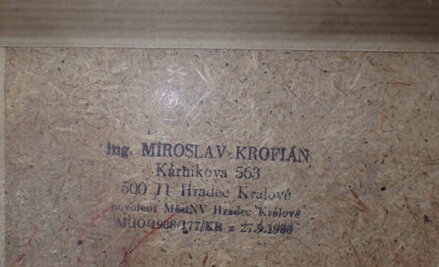 ing. MIROSLAV KROFIÁN
Kárníkova 563
500 11 Hradec Králové
povolení MěstNV Hradec Králové